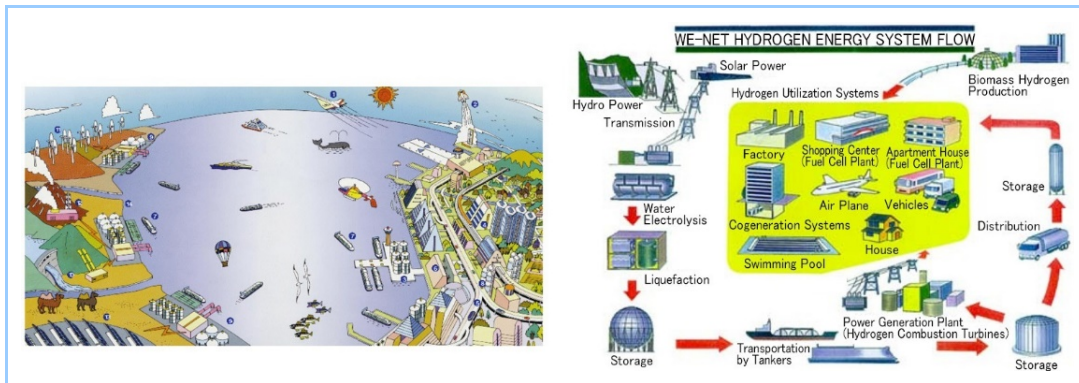 WE-NET HYDROGEN ENERGY SYSTEM FLOW
Solar Power
Hydro Power
Transmission
Biomass Hydrogen
Production
Hydrogen Utilization Systems
Factory
Shopping Center
(Fuel Cell Plant)
Apartment House
(Fuel Cell Plant)
Air Plane
Vehicles
Cogeneration Systems
House
Swimming Pool
Water
Electrolysis
Liquefaction
Storage
Transportation
by Tankers
Power Generation Plant
(Hydrogen Combustion Turbines)
Storage
Distribution
Storage